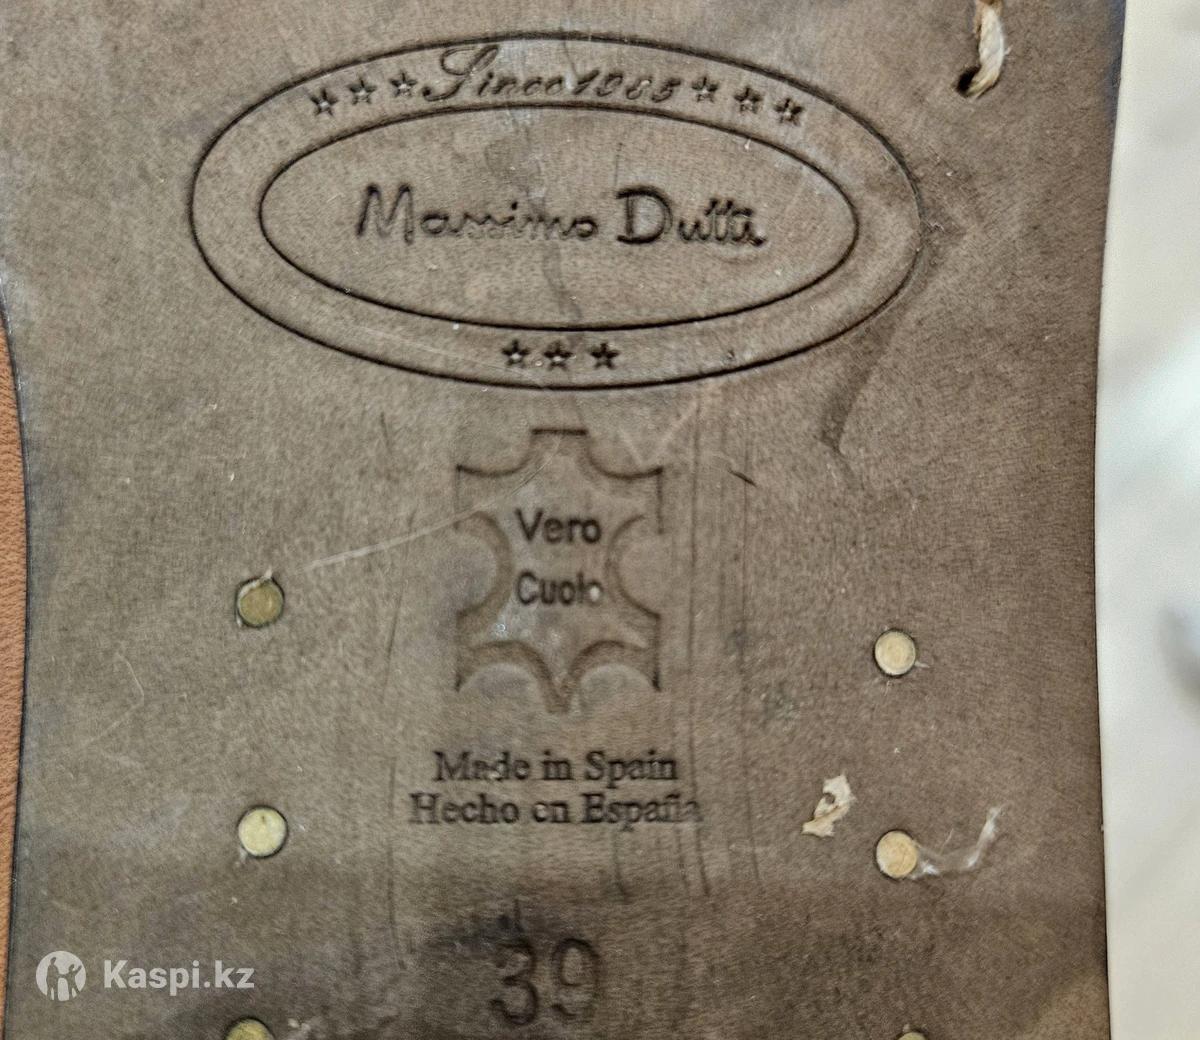 Since 1985
Massimo Dutti
Vero
Cuoio
Made in Spain
Hecho en España
39
Kaspi.kz